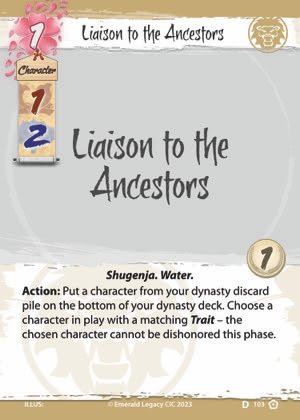 1
Liaison to the Ancestors
Character
1
2
Liaison to the
Ancestors
1
Shugenja. Water.
Action: Put a character from your dynasty discard
pile on the bottom of your dynasty deck. Choose a
character in play with a matching Trait – the
chosen character cannot be dishonored this phase.
ILLUS:
© Emerald Legacy CIC 2023
D 103